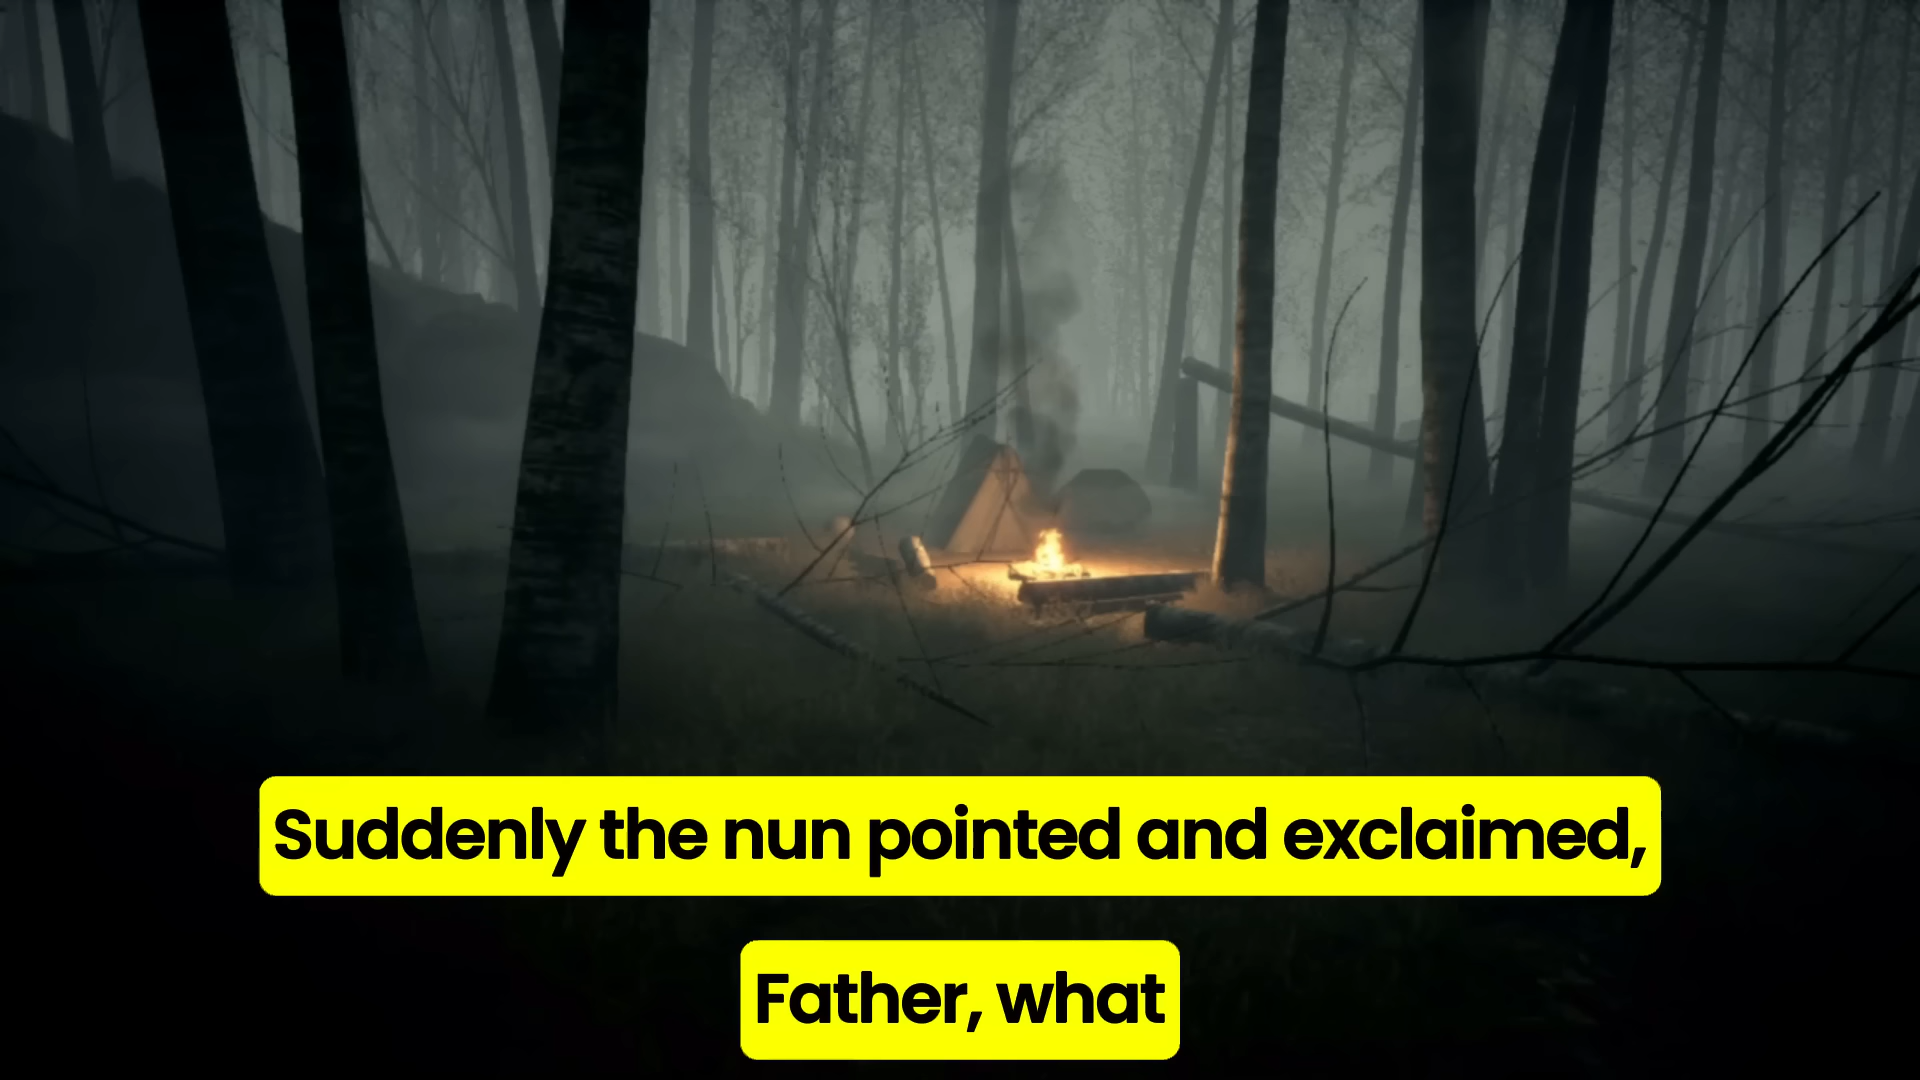 Suddenly the nun pointed and exclaimed,
Father, what